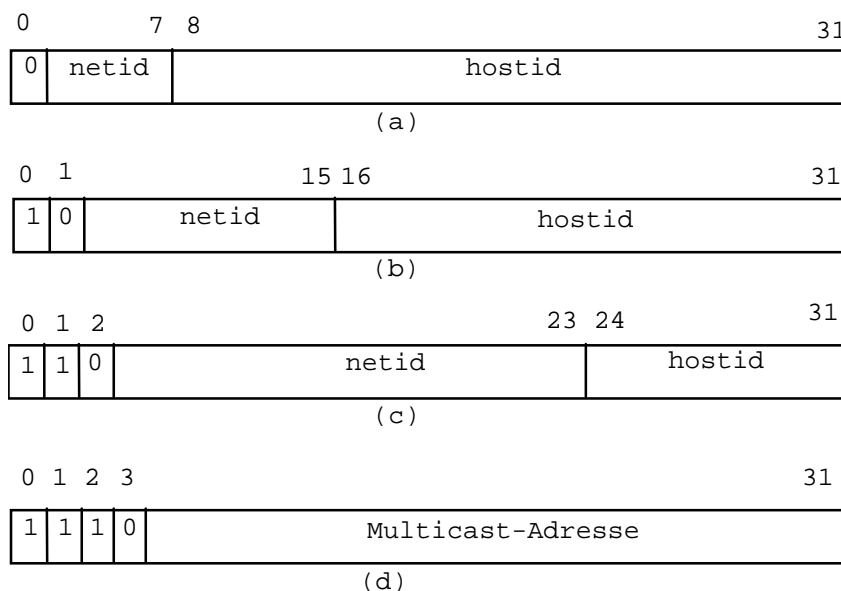 0 7 8 31
0 netid hostid
(a)
0 1 15 16 31
1 0 netid hostid
(b)
0 1 2 23 24 31
1 1 0 netid hostid
(c)
0 1 2 3 31
1 1 1 0 Multicast-Adresse
(d)